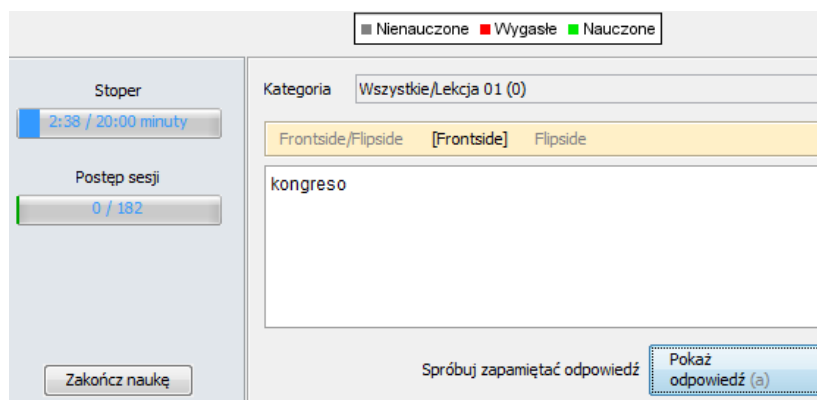 Nienauczone Wygasłe Nauczone
Stoper
2:38 / 20:00 minuty
Postęp sesji
0 / 182
Zakończ naukę
Kategoria Wszystkie/Lekcja 01 (0)
Frontside/Flipside [Frontside] Flipside
kongreso
Spróbuj zapamiętać odpowiedź
Pokaż
odpowiedź (a)